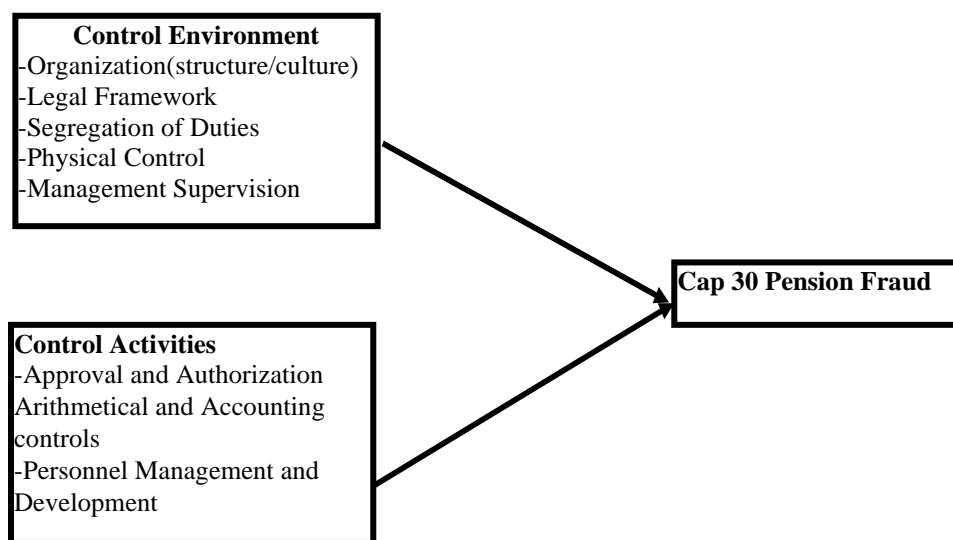 Control Environment
-Organization(structure/culture)
-Legal Framework
-Segregation of Duties
-Physical Control
-Management Supervision
Cap 30 Pension Fraud
Control Activities
-Approval and Authorization
Arithmetical and Accounting
controls
-Personnel Management and
Development